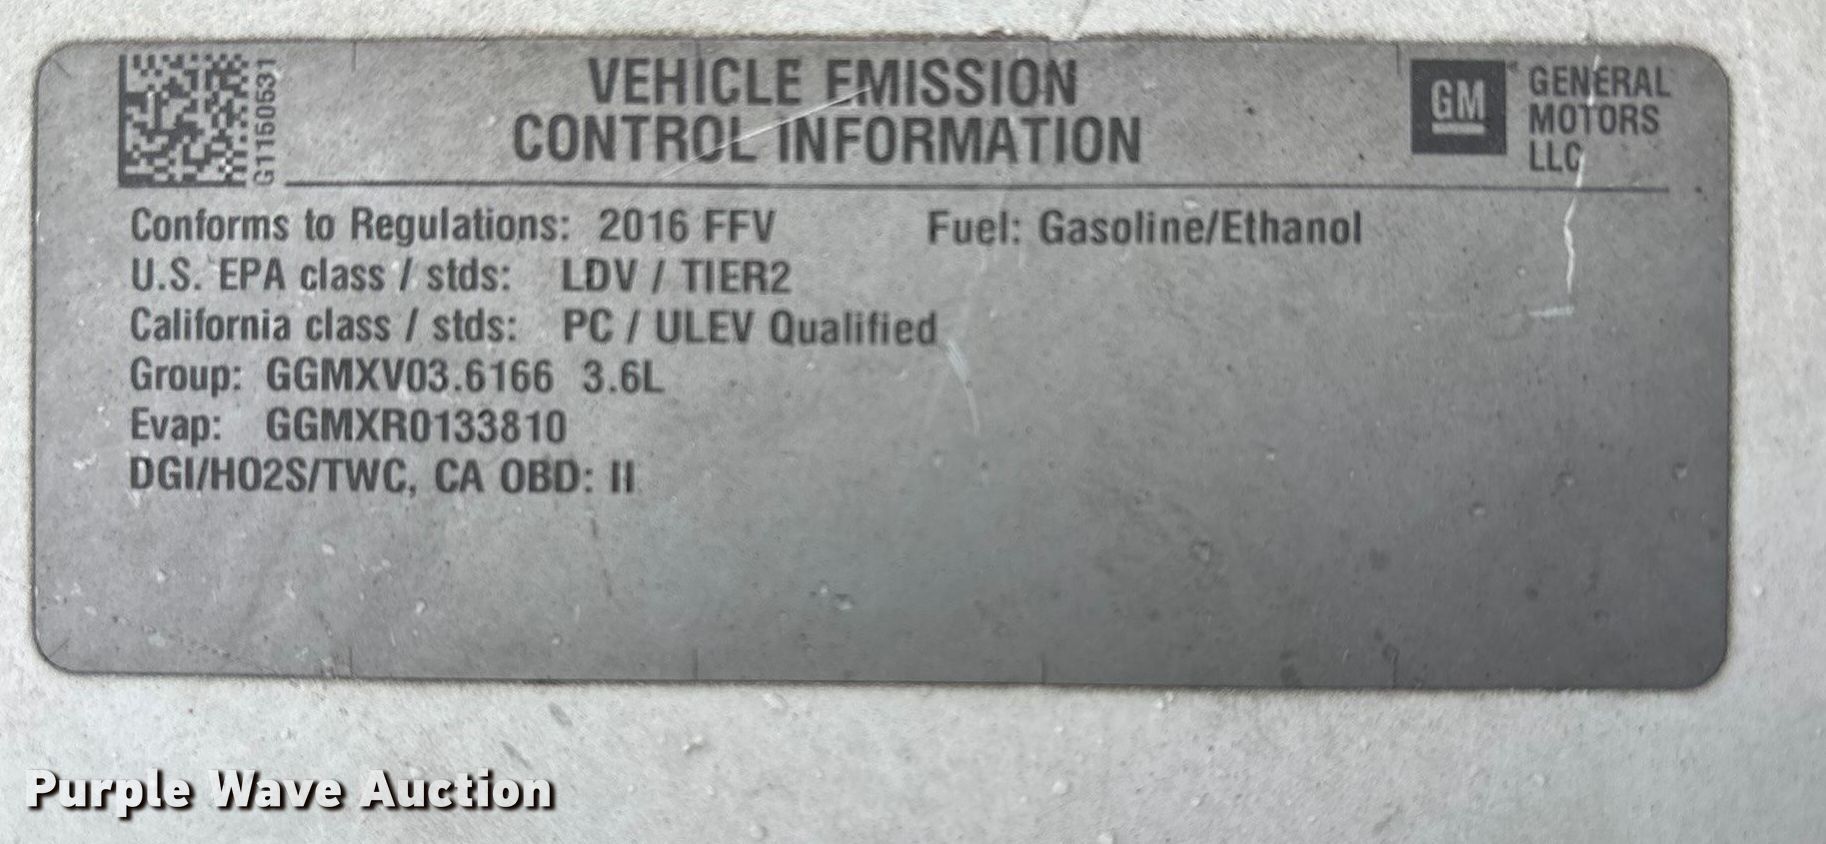 G1150531
VEHICLE EMISSION
CONTROL INFORMATION
GM
GENERAL
MOTORS
LLC
Conforms to Regulations: 2016 FFV Fuel: Gasoline/Ethanol
U.S. EPA class / stds: LDV / TIER2
California class / stds: PC / ULEV Qualified
Group: GGMXV03.6166 3.6L
Evap: GGMXR0133810
DGI/HO2S/TWC, CA OBD: II
Purple Wave Auction